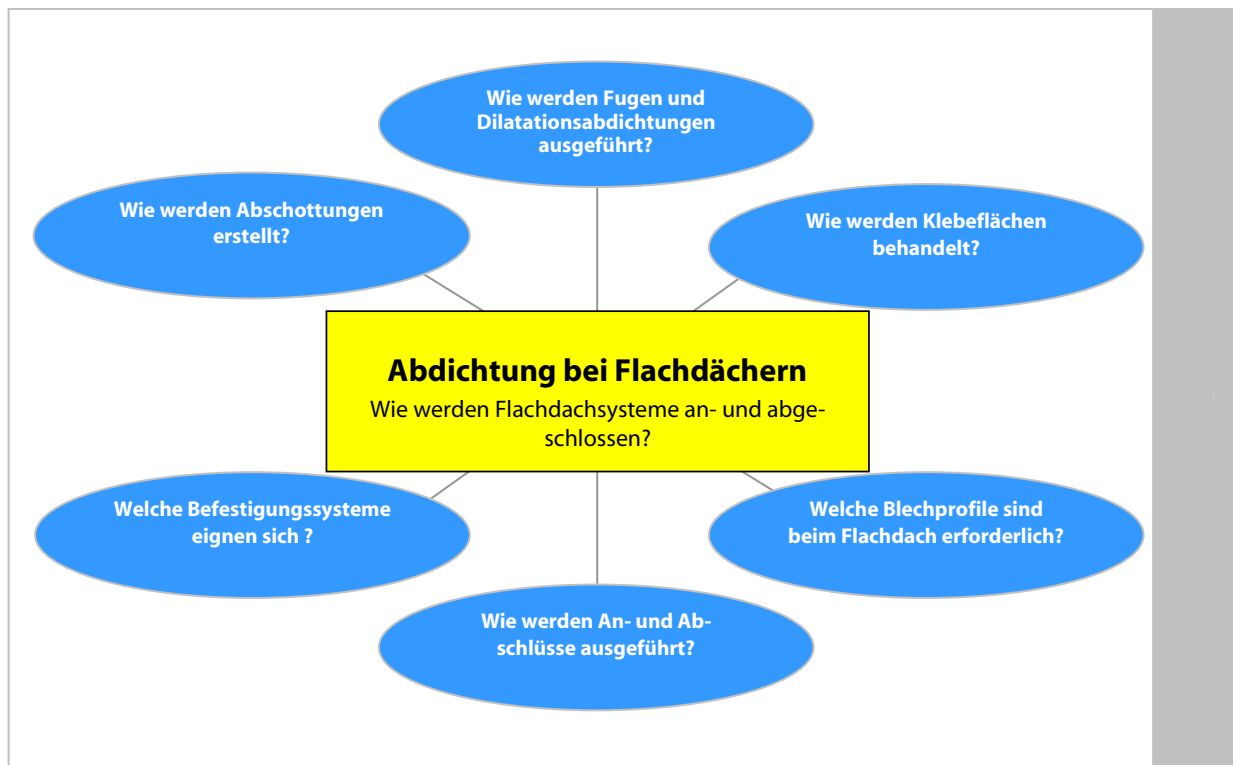 Wie werden Fugen und
Dilatationsabdichtungen
ausgeführt?
Wie werden Abschottungen
erstellt?
Wie werden Klebeflächen
behandelt?
Abdichtung bei Flachdächern
Wie werden Flachdachsysteme an- und abge-
schlossen?
Welche Befestigungssysteme
eignen sich ?
Welche Blechprofile sind
beim Flachdach erforderlich?
Wie werden An- und Ab-
schlüsse ausgeführt?